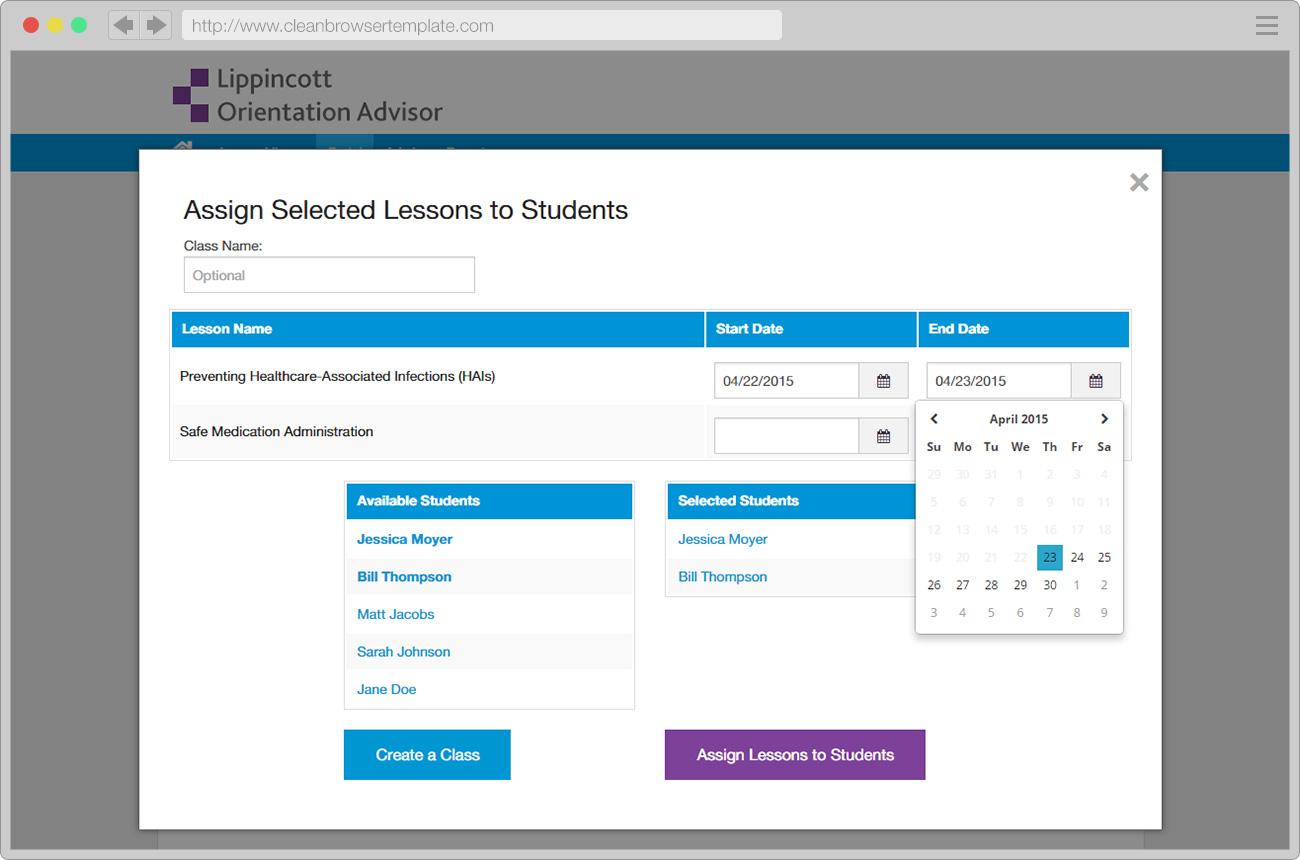 http://www.cleanbrowsertemplate.com
Lippincott
Orientation Advisor
Assign Selected Lessons to Students
Class Name:
Optional
Lesson Name Start Date End Date
Preventing Healthcare-Associated Infections (HAIs) 04/22/2015 04/23/2015
Safe Medication Administration
April 2015
Su Mo Tu We Th Fr Sa
29 30 31 1 2 3 4
5 6 7 8 9 10 11
12 13 14 15 16 17 18
19 20 21 22 23 24 25
26 27 28 29 30 1 2
3 4 5 6 7 8 9
Available Students
Jessica Moyer
Bill Thompson
Matt Jacobs
Sarah Johnson
Jane Doe
Selected Students
Jessica Moyer
Bill Thompson
Create a Class
Assign Lessons to Students